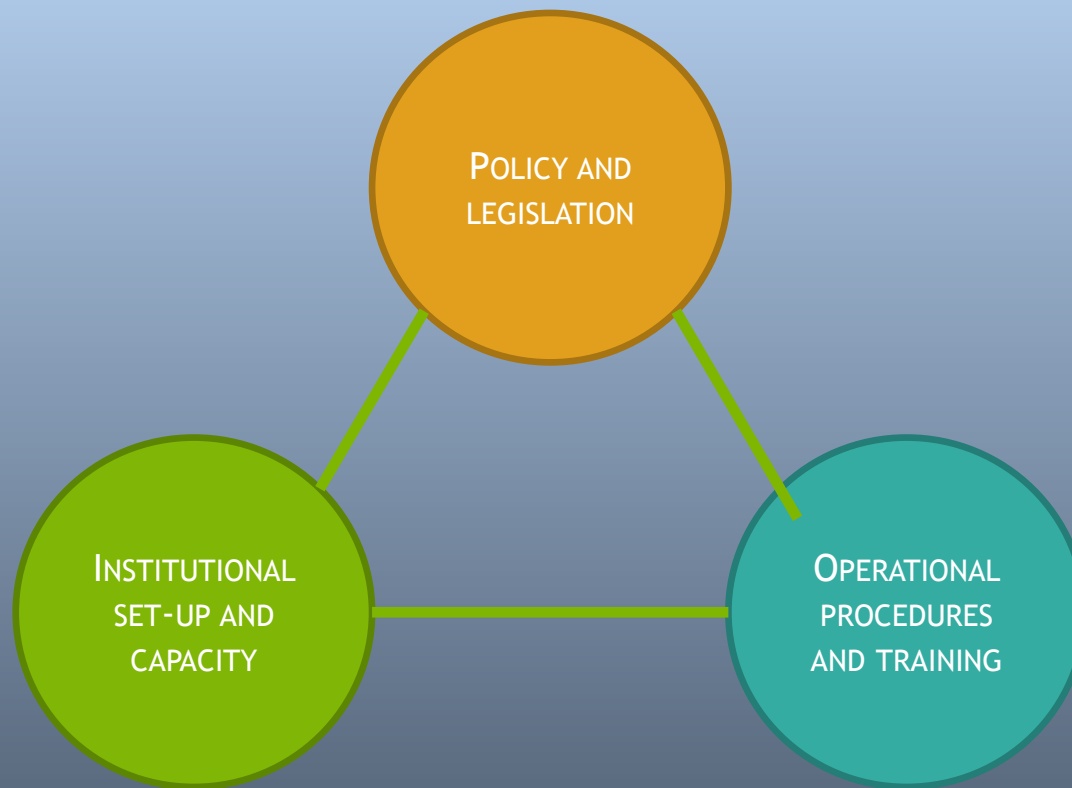 Policy and
legislation
Institutional
set-up and
capacity
Operational
procedures
and training